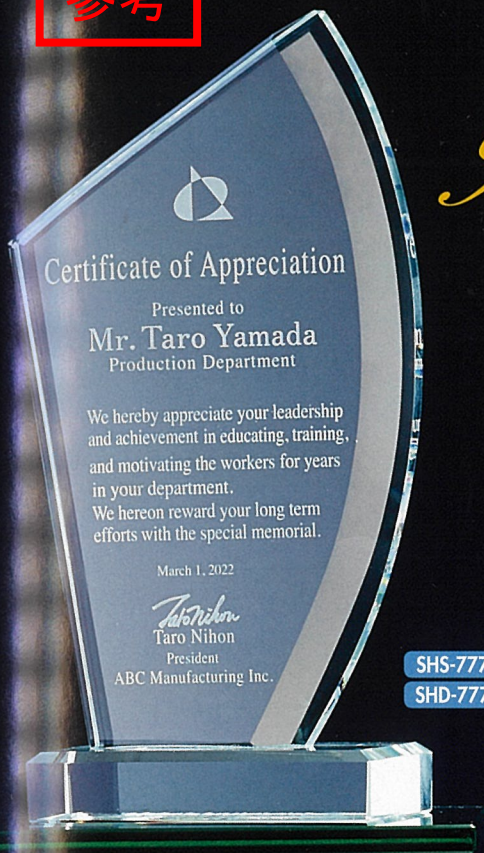 参考
Certificate of Appreciation
Presented to
Mr. Taro Yamada
Production Department
We hereby appreciate your leadership
and achievement in educating, training,
and motivating the workers for years
in your department.
We hereon reward your long term
efforts with the special memorial.
March 1, 2022
Taro Nihon
Taro Nihon
President
ABC Manufacturing Inc.
SHS-777
SHD-777